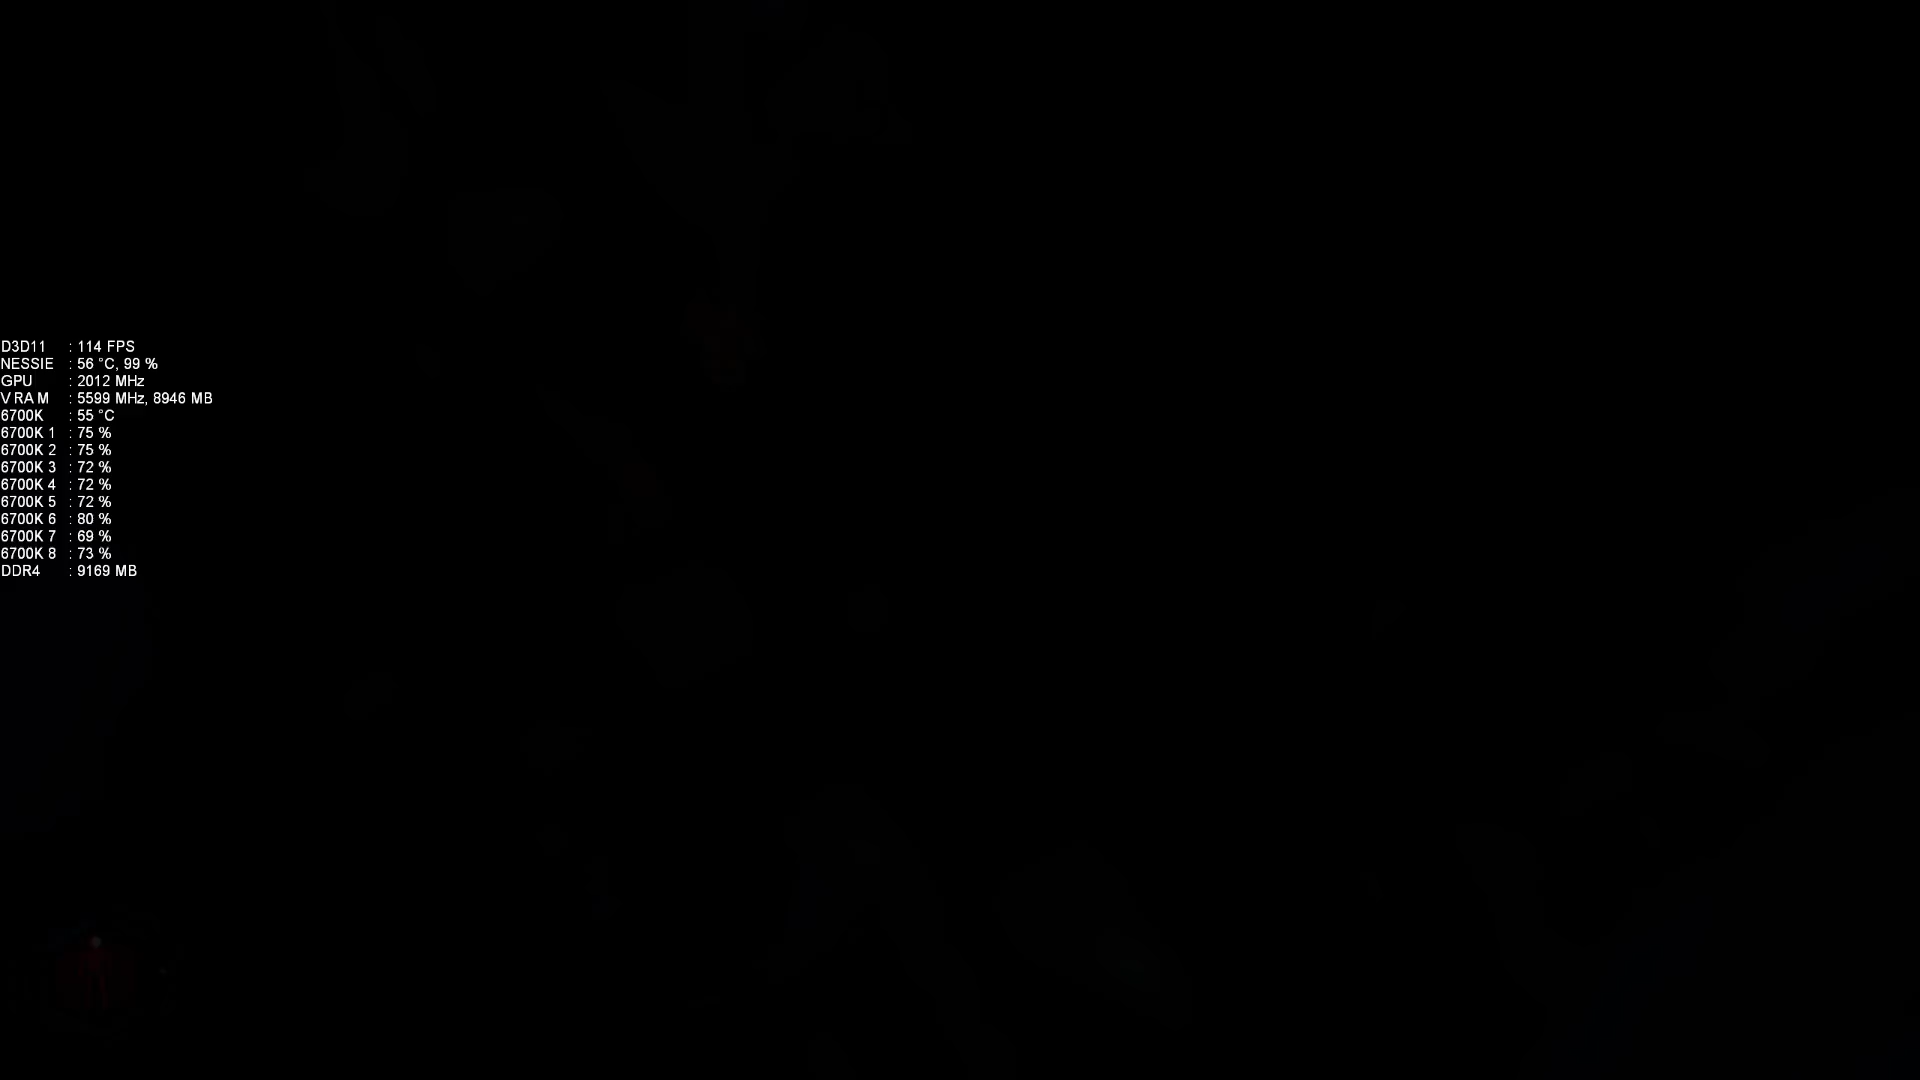 D3D11 : 114 FPS
NESSIE : 56 °C, 99 %
GPU : 2012 MHz
VRAM : 5599 MHz, 8946 MB
6700K : 55 °C
6700K 1 : 75 %
6700K 2 : 75 %
6700K 3 : 72 %
6700K 4 : 72 %
6700K 5 : 72 %
6700K 6 : 80 %
6700K 7 : 69 %
6700K 8 : 73 %
DDR4 : 9169 MB